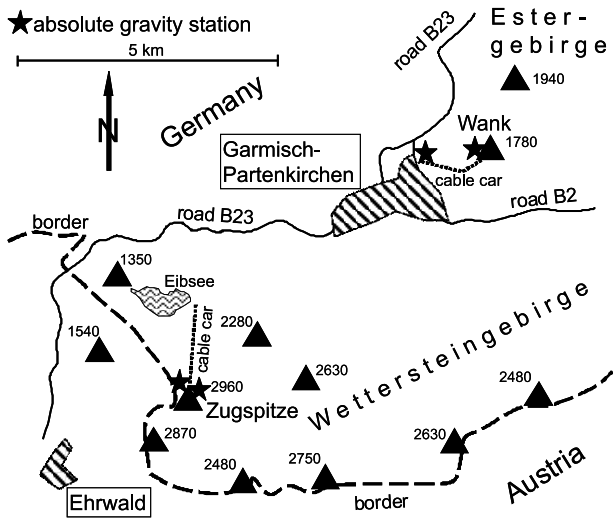 absolute gravity station
5 km
N
Germany
road B23
Ester-
gebirge
1940
Wank
1780
cable car
Garmisch-
Partenkirchen
road B2
border
road B23
1350
Eibsee
1540
cable car
2280
2630
2960
Zugspitze
Wettersteingebirge
2480
2870
2630
2480
2750
border
Austria
Ehrwald